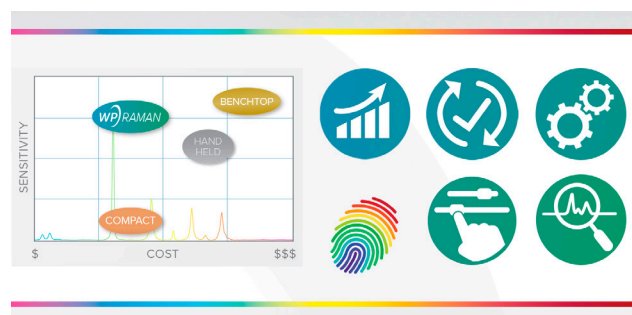 SENSITIVITY
BENCHTOP
WP RAMAN
HAND
HELD
COMPACT
$ COST $$$